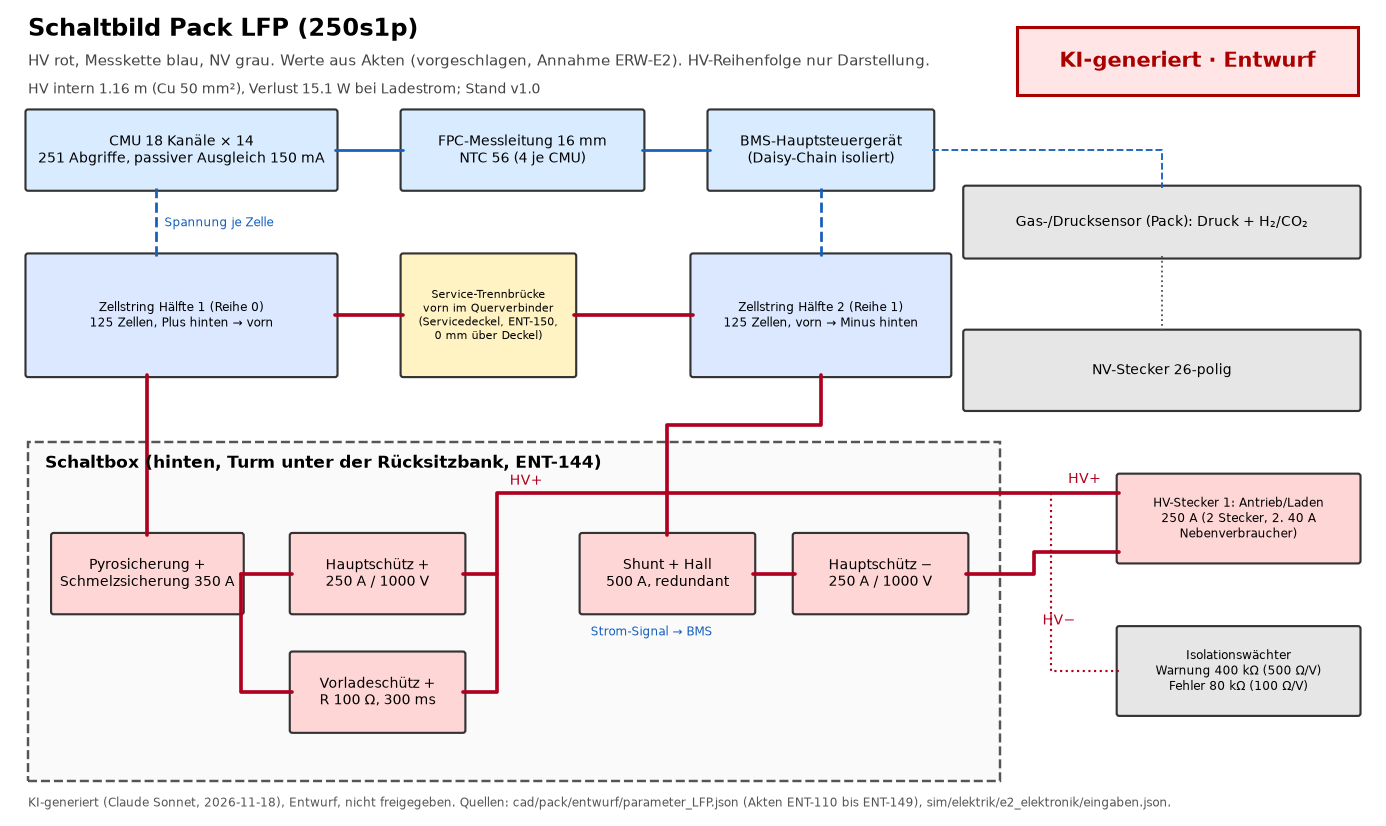 Schaltbild Pack LFP (250s1p)
HV rot, Messkette blau, NV grau. Werte aus Akten (vorgeschlagen, Annahme ERW-E2). HV-Reihenfolge nur Darstellung.
HV intern 1.16 m (Cu 50 mm²), Verlust 15.1 W bei Ladestrom; Stand v1.0
KI-generiert · Entwurf
CMU 18 Kanäle × 14
251 Abgriffe, passiver Ausgleich 150 mA
FPC-Messleitung 16 mm
NTC 56 (4 je CMU)
BMS-Hauptsteuergerät
(Daisy-Chain isoliert)
Gas-/Drucksensor (Pack): Druck + H₂/CO₂
Spannung je Zelle
Zellstring Hälfte 1 (Reihe 0)
125 Zellen, Plus hinten → vorn
Service-Trennbrücke
vorn im Querverbinder
(Servicedeckel, ENT-150,
0 mm über Deckel)
Zellstring Hälfte 2 (Reihe 1)
125 Zellen, vorn → Minus hinten
NV-Stecker 26-polig
Schaltbox (hinten, Turm unter der Rücksitzbank, ENT-144)
HV+
HV+
HV-Stecker 1: Antrieb/Laden
250 A (2 Stecker, 2. 40 A
Nebenverbraucher)
Pyrosicherung +
Schmelzsicherung 350 A
Hauptschütz +
250 A / 1000 V
Shunt + Hall
500 A, redundant
Hauptschütz −
250 A / 1000 V
Strom-Signal → BMS
HV−
Vorladeschütz +
R 100 Ω, 300 ms
Isolationswächter
Warnung 400 kΩ (500 Ω/V)
Fehler 80 kΩ (100 Ω/V)
KI-generiert (Claude Sonnet, 2026-11-18), Entwurf, nicht freigegeben. Quellen: cad/pack/entwurf/parameter_LFP.json (Akten ENT-110 bis ENT-149), sim/elektrik/e2_elektronik/eingaben.json.